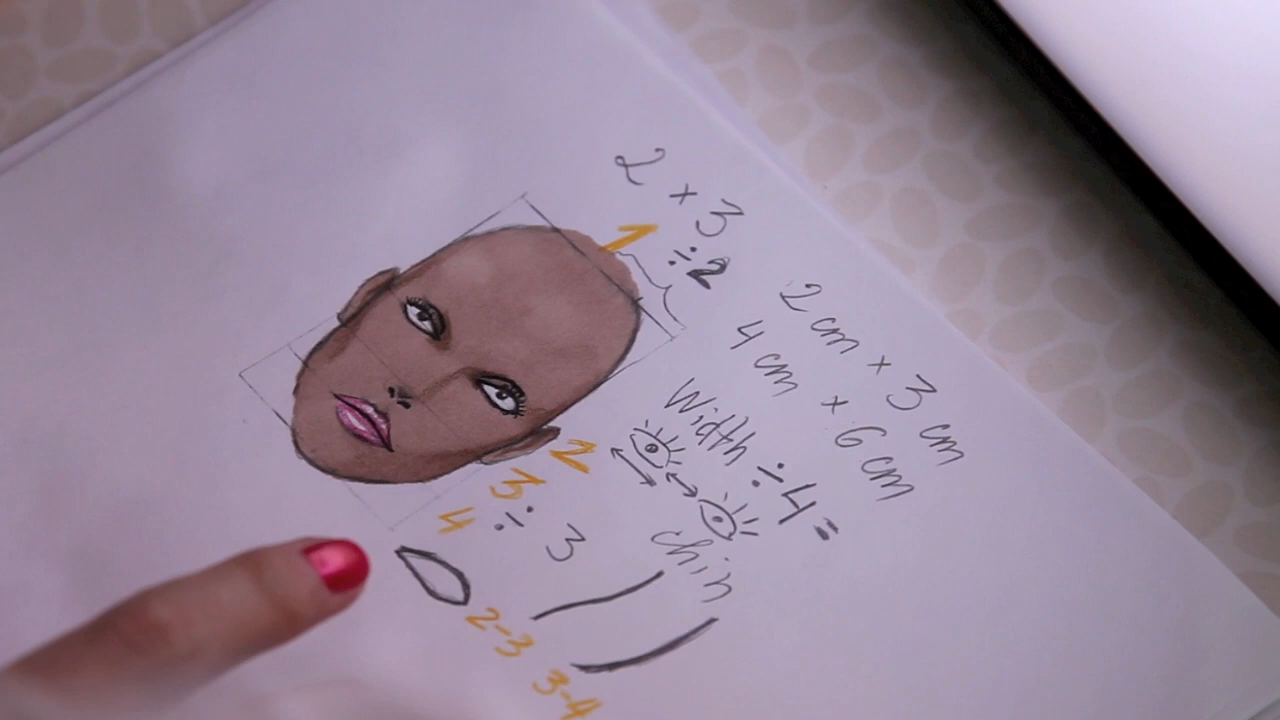 2 × 3
1
÷ 2
2 cm × 3 cm
4 cm × 6 cm
Width ÷ 4 =
2
3
4
÷ 3
chin
2-3
3-4